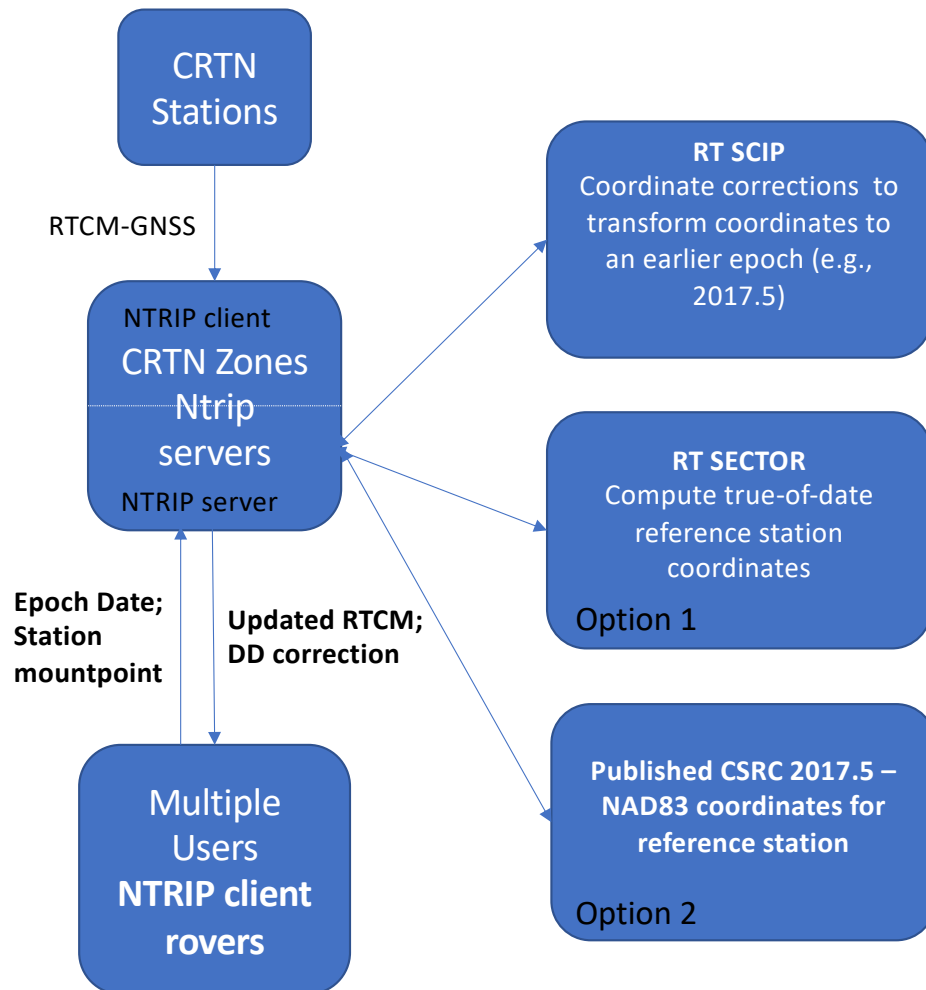 CRTN
Stations
RTCM-GNSS
NTRIP client
CRTN Zones
Ntrip
servers
NTRIP server
Epoch Date;
Station
mountpoint
Updated RTCM;
DD correction
Multiple
Users
NTRIP client
rovers
RT SCIP
Coordinate corrections to
transform coordinates to
an earlier epoch (e.g.,
2017.5)
RT SECTOR
Compute true-of-date
reference station
coordinates
Option 1
Published CSRC 2017.5 –
NAD83 coordinates for
reference station
Option 2